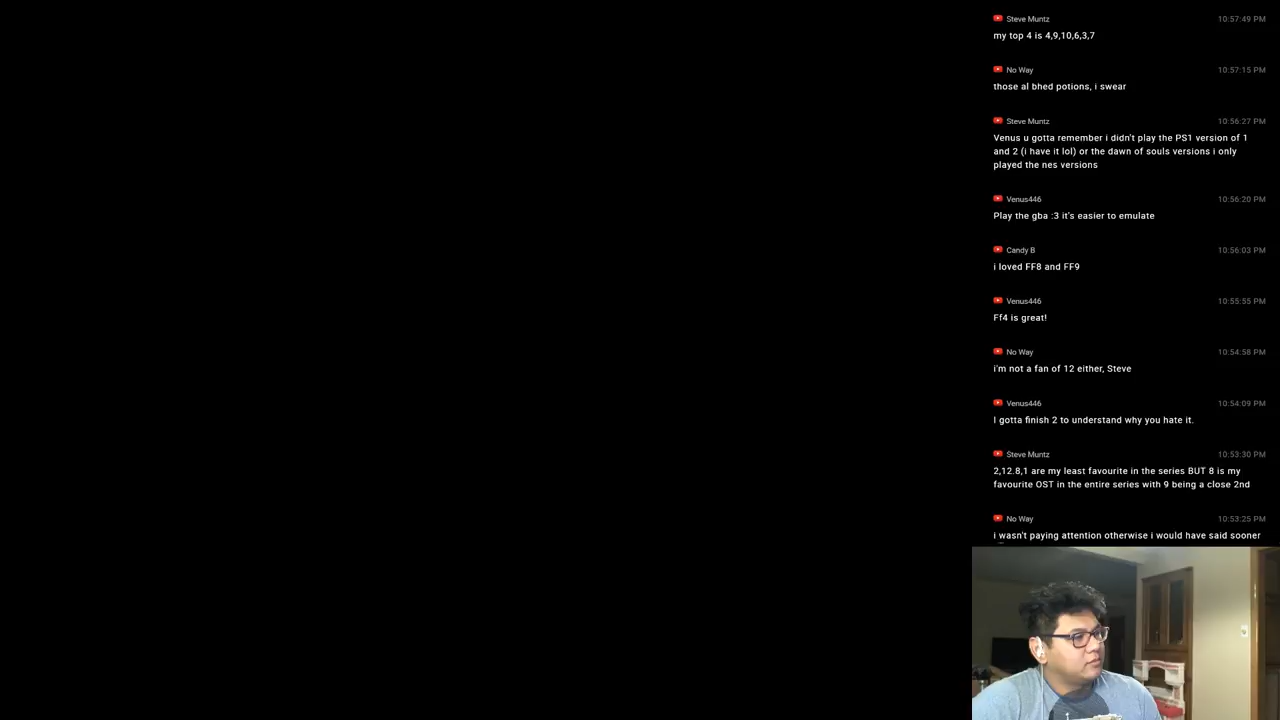 Steve Muntz 10:57:49 PM
my top 4 is 4,9,10,6,3,7
No Way 10:57:15 PM
those al bhed potions, i swear
Steve Muntz 10:56:27 PM
Venus u gotta remember i didn't play the PS1 version of 1
and 2 (i have it lol) or the dawn of souls versions i only
played the nes versions
Venus446 10:56:20 PM
Play the gba :3 it's easier to emulate
Candy B 10:56:03 PM
i loved FF8 and FF9
Venus446 10:55:55 PM
Ff4 is great!
No Way 10:54:58 PM
i'm not a fan of 12 either, Steve
Venus446 10:54:09 PM
I gotta finish 2 to understand why you hate it.
Steve Muntz 10:53:30 PM
2,12.8,1 are my least favourite in the series BUT 8 is my
favourite OST in the entire series with 9 being a close 2nd
No Way 10:53:25 PM
i wasn't paying attention otherwise i would have said sooner